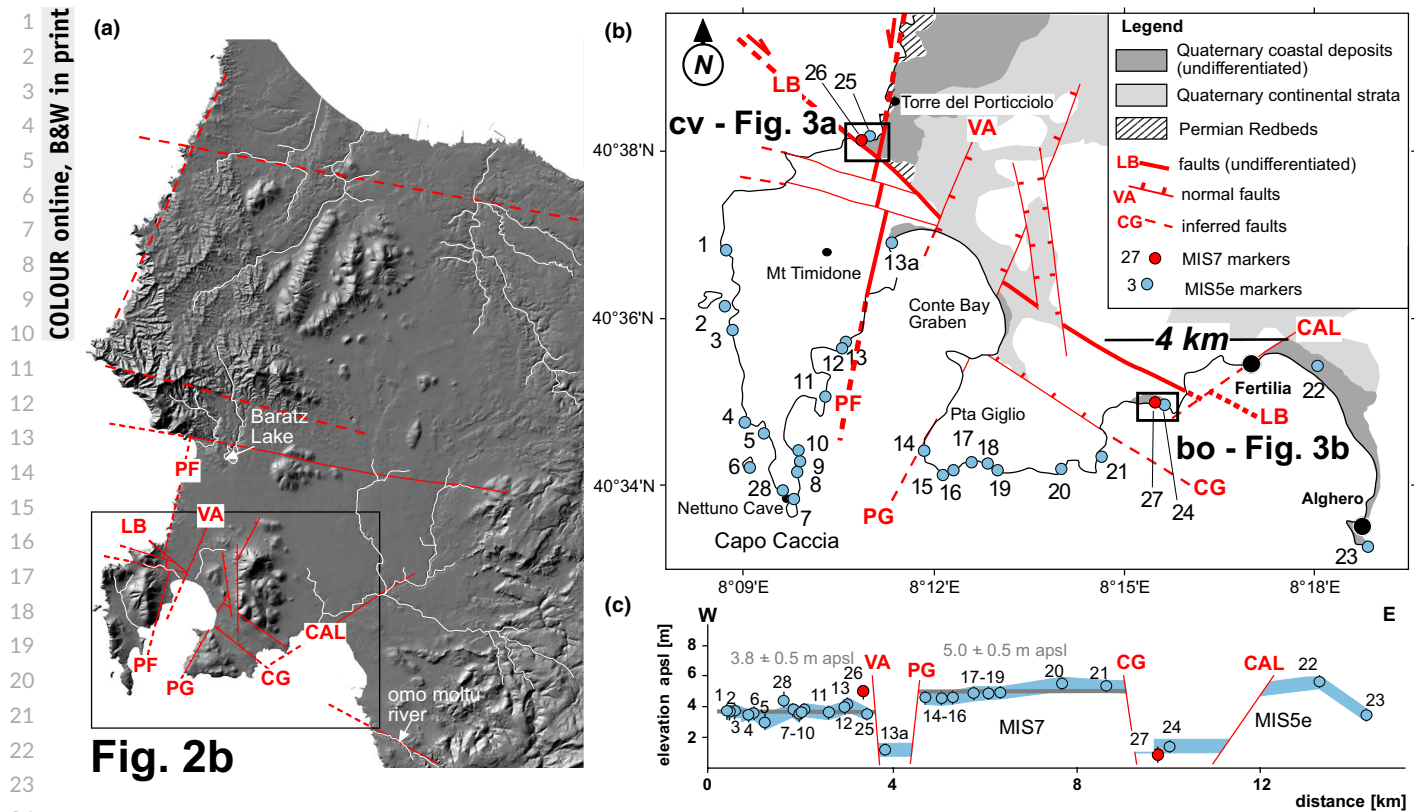 1
2
3
4
5
6
7
8
9
10
11
12
13
14
15
16
17
18
19
20
21
22
23
COLOUR online, B&W in print
(a)
Baratz
Lake
PF
LB
VA
CAL
PF
PG
CG
omo moltu
river
Fig. 2b
(b)
N
LB
26
25
Torre del Porticciolo
cv - Fig. 3a
VA
40°38'N
40°36'N
40°34'N
1
2
3
4
5
6
28
7
8
9
10
11
12
13
13a
Mt Timidone
Conte Bay
Graben
PF
Nettuno Cave
Capo Caccia
PG
Pta Giglio
14
15
16
17
18
19
20
21
4 km
CAL
Fertilia
22
LB
bo - Fig. 3b
27
24
CG
Alghero
23
8°09'E
8°12'E
8°15'E
8°18'E
Legend
Quaternary coastal deposits
(undifferentiated)
Quaternary continental strata
Permian Redbeds
LB faults (undifferentiated)
VA normal faults
CG inferred faults
27 MIS7 markers
3 MIS5e markers
(c)
W
E
elevation apsl [m]
8
6
4
2
3.8 ± 0.5 m apsl
5.0 ± 0.5 m apsl
VA
PG
CG
CAL
1
2
3
4
6
5
28
7-10
11
13
12
26
25
13a
14-16
17-19
20
21
MIS7
27
24
MIS5e
22
23
0
4
8
12
distance [km]